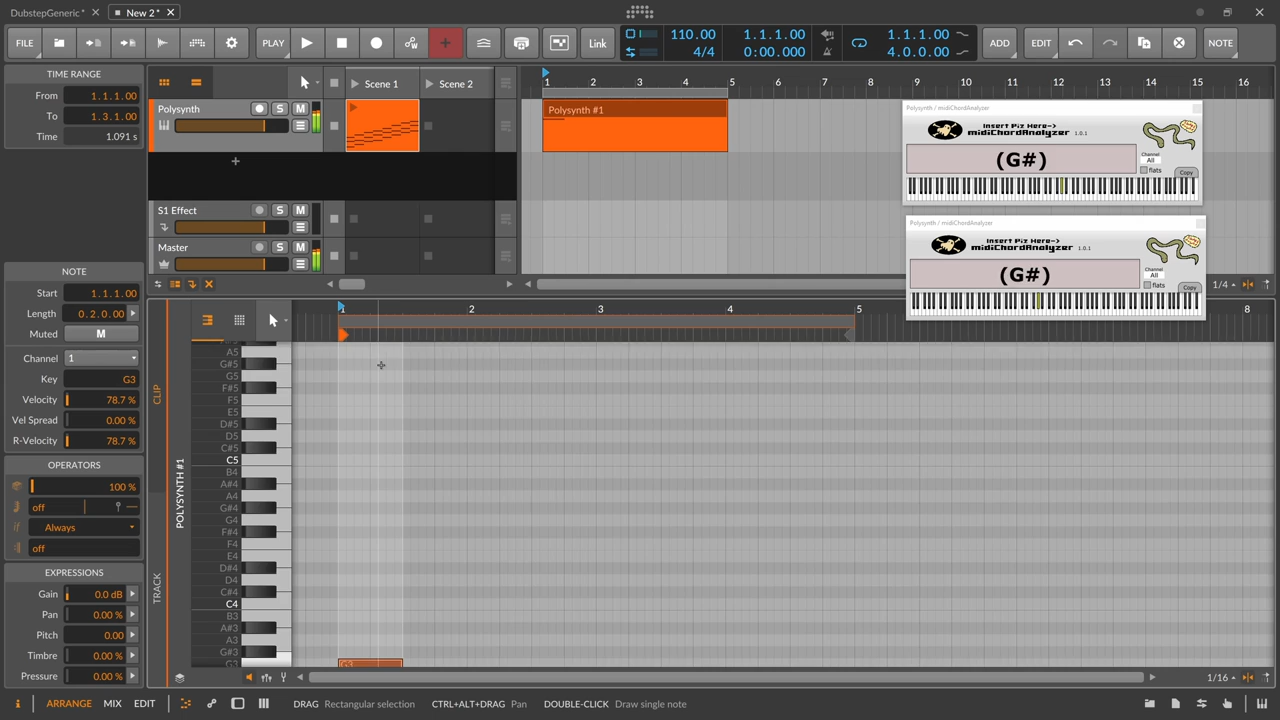 DubstepGeneric* × New 2* ×
FILE PLAY Link 110.00 4/4 1.1.1.00 0:00.000 1.1.1.00 4.0.0.00 ADD EDIT NOTE
TIME RANGE
From 1.1.1.00
To 1.3.1.00
Time 1.091 s
Scene 1 Scene 2
Polysynth S M
+
S1 Effect S M
Master S M
1 2 3 4 5 6 7 8 9 10 11 12 13 14 15 16
Polysynth #1
Polysynth / midiChordAnalyzer
Insert Piz Here->
midiChordAnalyzer 1.0.1
(G#)
Channel
All
flats
Copy
Polysynth / midiChordAnalyzer
Insert Piz Here->
midiChordAnalyzer 1.0.1
(G#)
Channel
All
flats
Copy
1/4
NOTE
Start 1.1.1.00
Length 0.2.0.00
Muted M
Channel 1
Key G3
Velocity 78.7 %
Vel Spread 0.00 %
R-Velocity 78.7 %
OPERATORS
100 %
off
Always
off
EXPRESSIONS
Gain 0.0 dB
Pan 0.00 %
Pitch 0.00
Timbre 0.00 %
Pressure 0.00 %
CLIP
TRACK
POLYSYNTH #1
1 2 3 4 5 8
A5
G#5
G5
F#5
F5
E5
D#5
D5
C#5
C5
B4
A#4
A4
G#4
G4
F#4
F4
E4
D#4
D4
C#4
C4
B3
A#3
A3
G#3
G3 G3
1/16
i ARRANGE MIX EDIT DRAG Rectangular selection CTRL+ALT+DRAG Pan DOUBLE-CLICK Draw single note